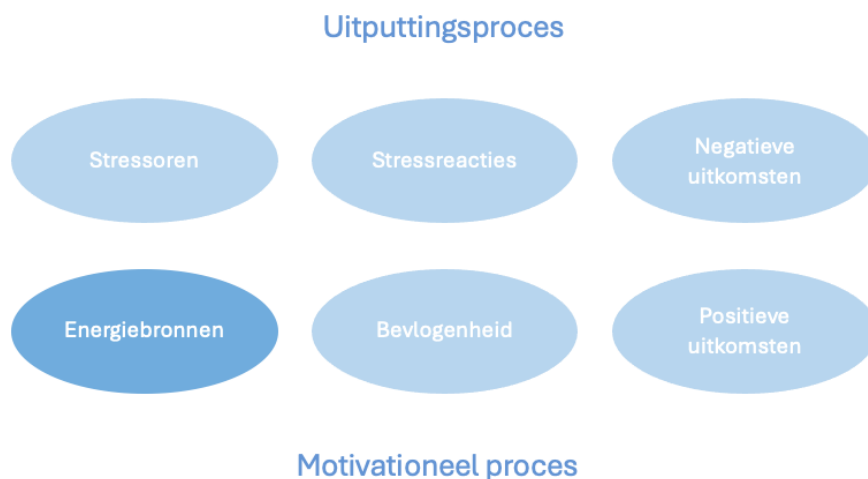 Uitputtingsproces
Stressoren
Stressreacties
Negatieve
uitkomsten
Energiebronnen
Bevlogenheid
Positieve
uitkomsten
Motivationeel proces